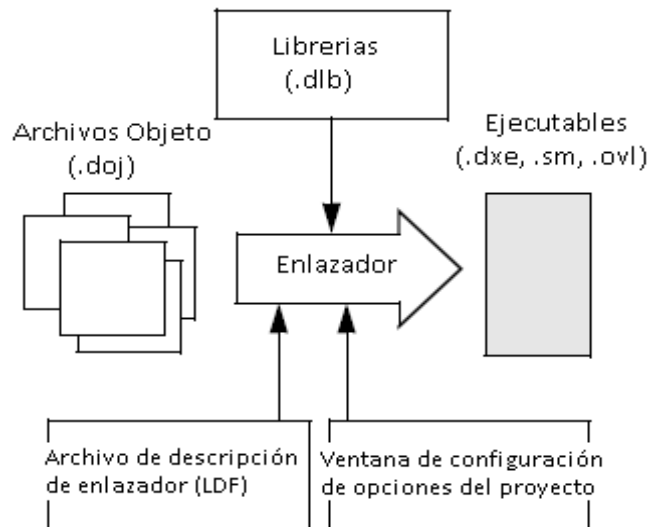 Librerias
(.dlb)
Archivos Objeto
(.doj)
Ejecutables
(.dxe, .sm, .ovl)
Enlazador
Archivo de descripción
de enlazador (LDF)
Ventana de configuración
de opciones del proyecto